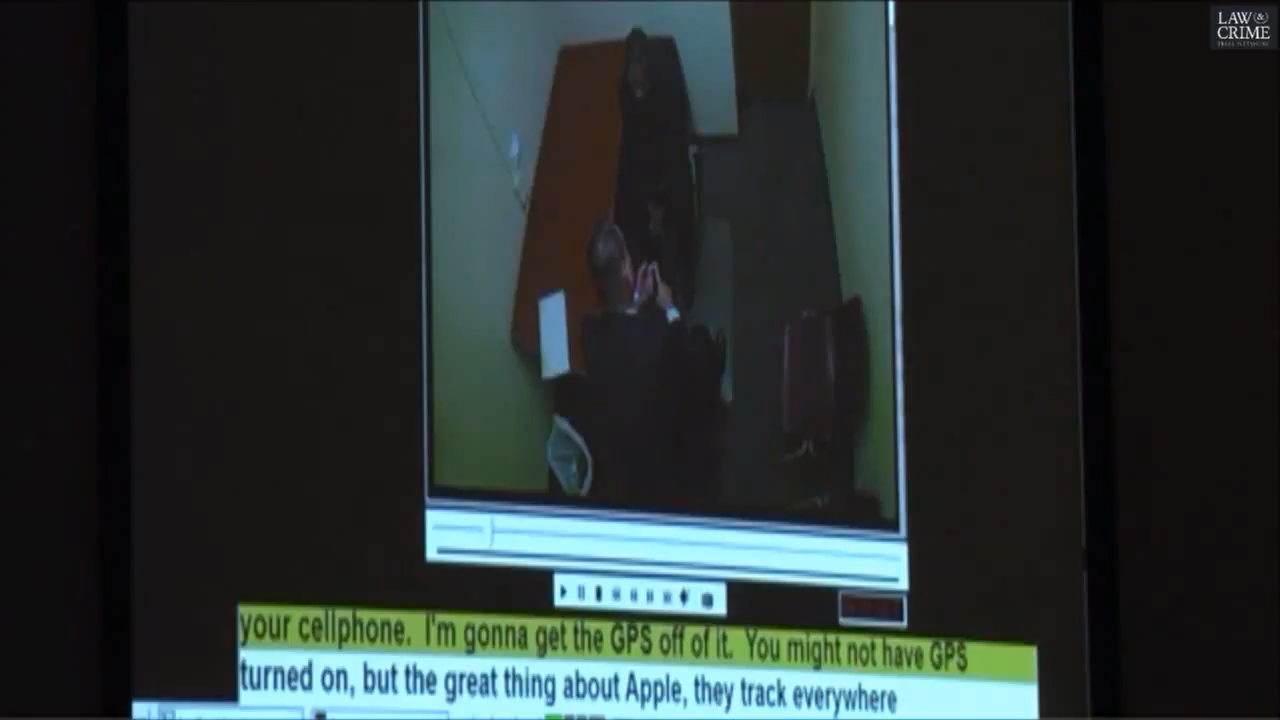 LAW &
CRIME
your cellphone. I'm gonna get the GPS off of it. You might not have GPS
turned on, but the great thing about Apple, they track everywhere